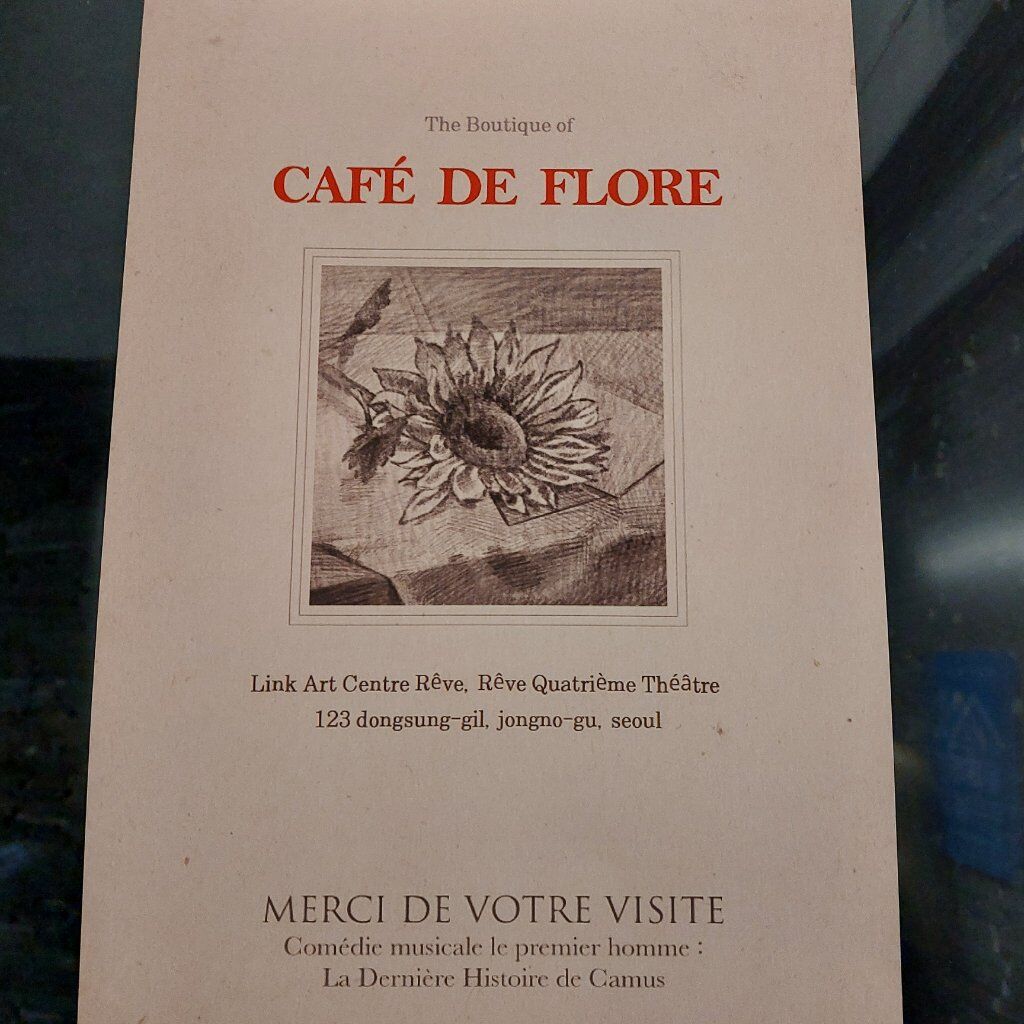 The Boutique of
CAFÉ DE FLORE
Link Art Centre Rêve, Rêve Quatrième Théâtre
123 dongsung-gil, jongno-gu, seoul
MERCI DE VOTRE VISITE
Comédie musicale le premier homme :
La Dernière Histoire de Camus